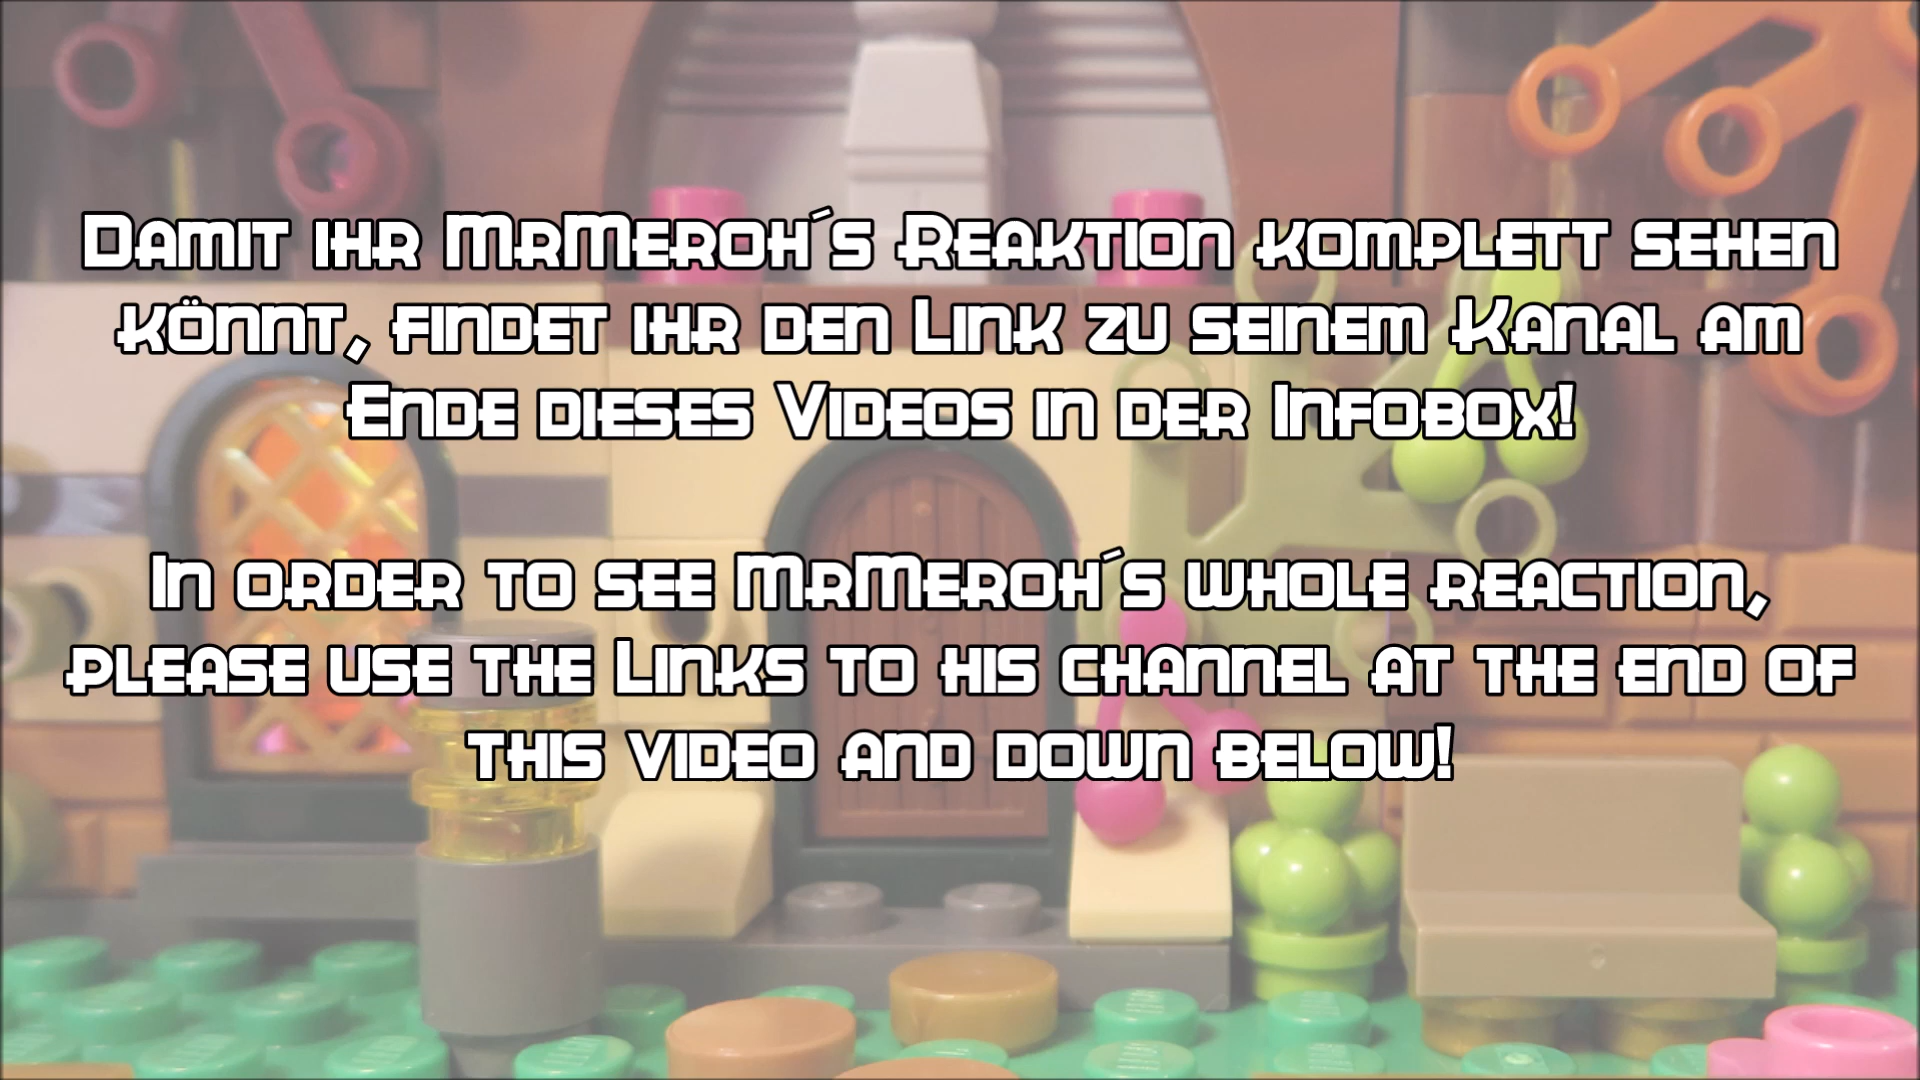 Damit ihr MrMeroh´s Reaktion komplett sehen
könnt, findet ihr den Link zu seinem Kanal am
Ende dieses Videos in der Infobox!
In order to see MrMeroh´s whole reaction,
please use the Links to his channel at the end of
this video and down below!